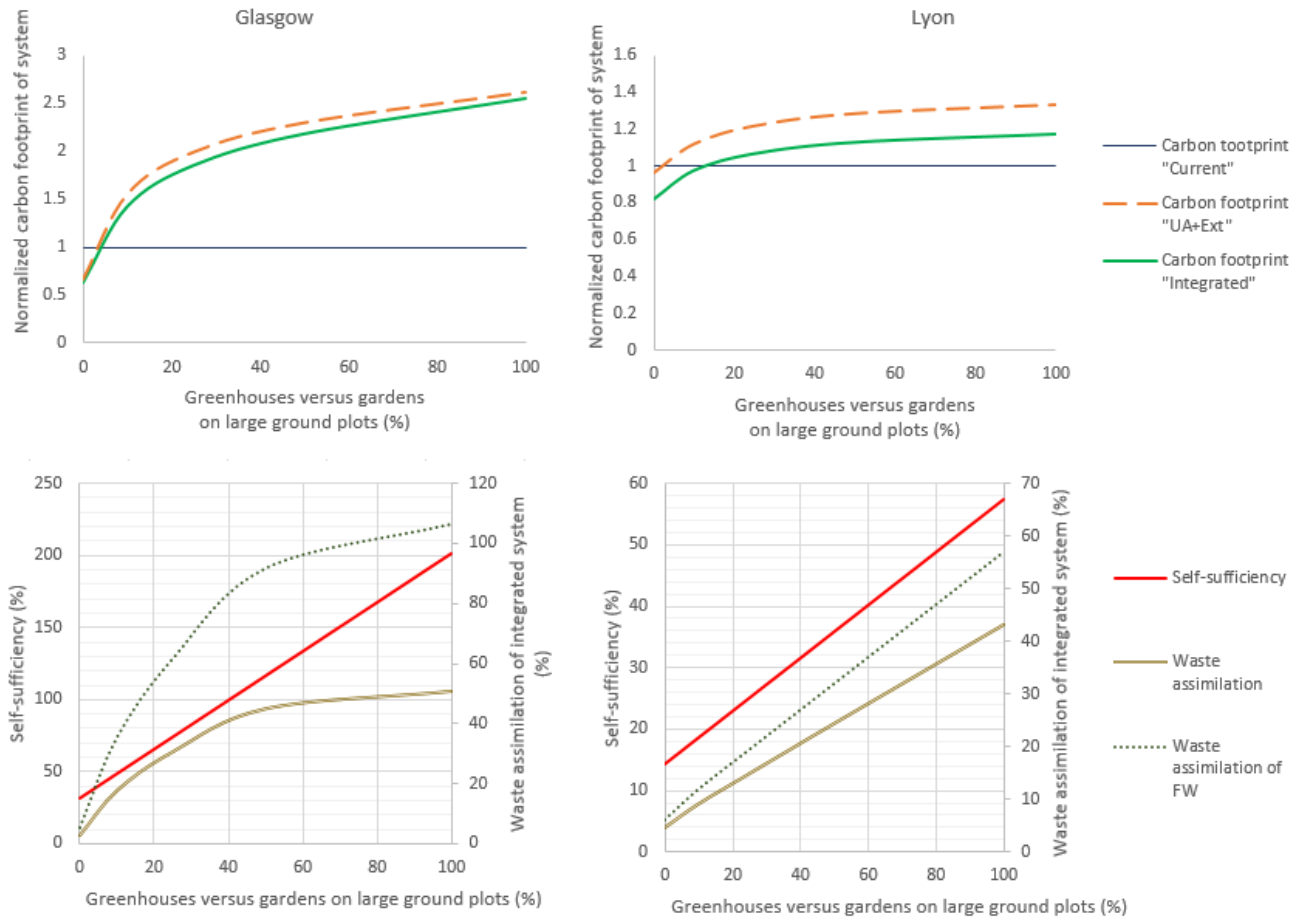 Glasgow
Normalized carbon footprint of system
3
2.5
2
1.5
1
0.5
0
0 20 40 60 80 100
Greenhouses versus gardens
on large ground plots (%)
Lyon
Normalized carbon footprint of system
1.6
1.4
1.2
1
0.8
0.6
0.4
0.2
0
0 20 40 60 80 100
Greenhouses versus gardens
on large ground plots (%)
Carbon tootprint
"Current"
Carbon footprint
"UA+Ext"
Carbon footprint
"Integrated"
Self-sufficiency (%)
250
200
150
100
50
0
0 20 40 60 80 100
120
100
80
60
40
20
0
Waste assimilation of integrated system
(%)
Greenhouses versus gardens on large ground plots (%)
Self-sufficiency (%)
60
50
40
30
20
10
0
0 20 40 60 80 100
70
60
50
40
30
20
10
0
Waste assimilation of integrated system (%)
Greenhouses versus gardens on large ground plots (%)
Self-sufficiency
Waste
assimilation
Waste
assimilation of
FW